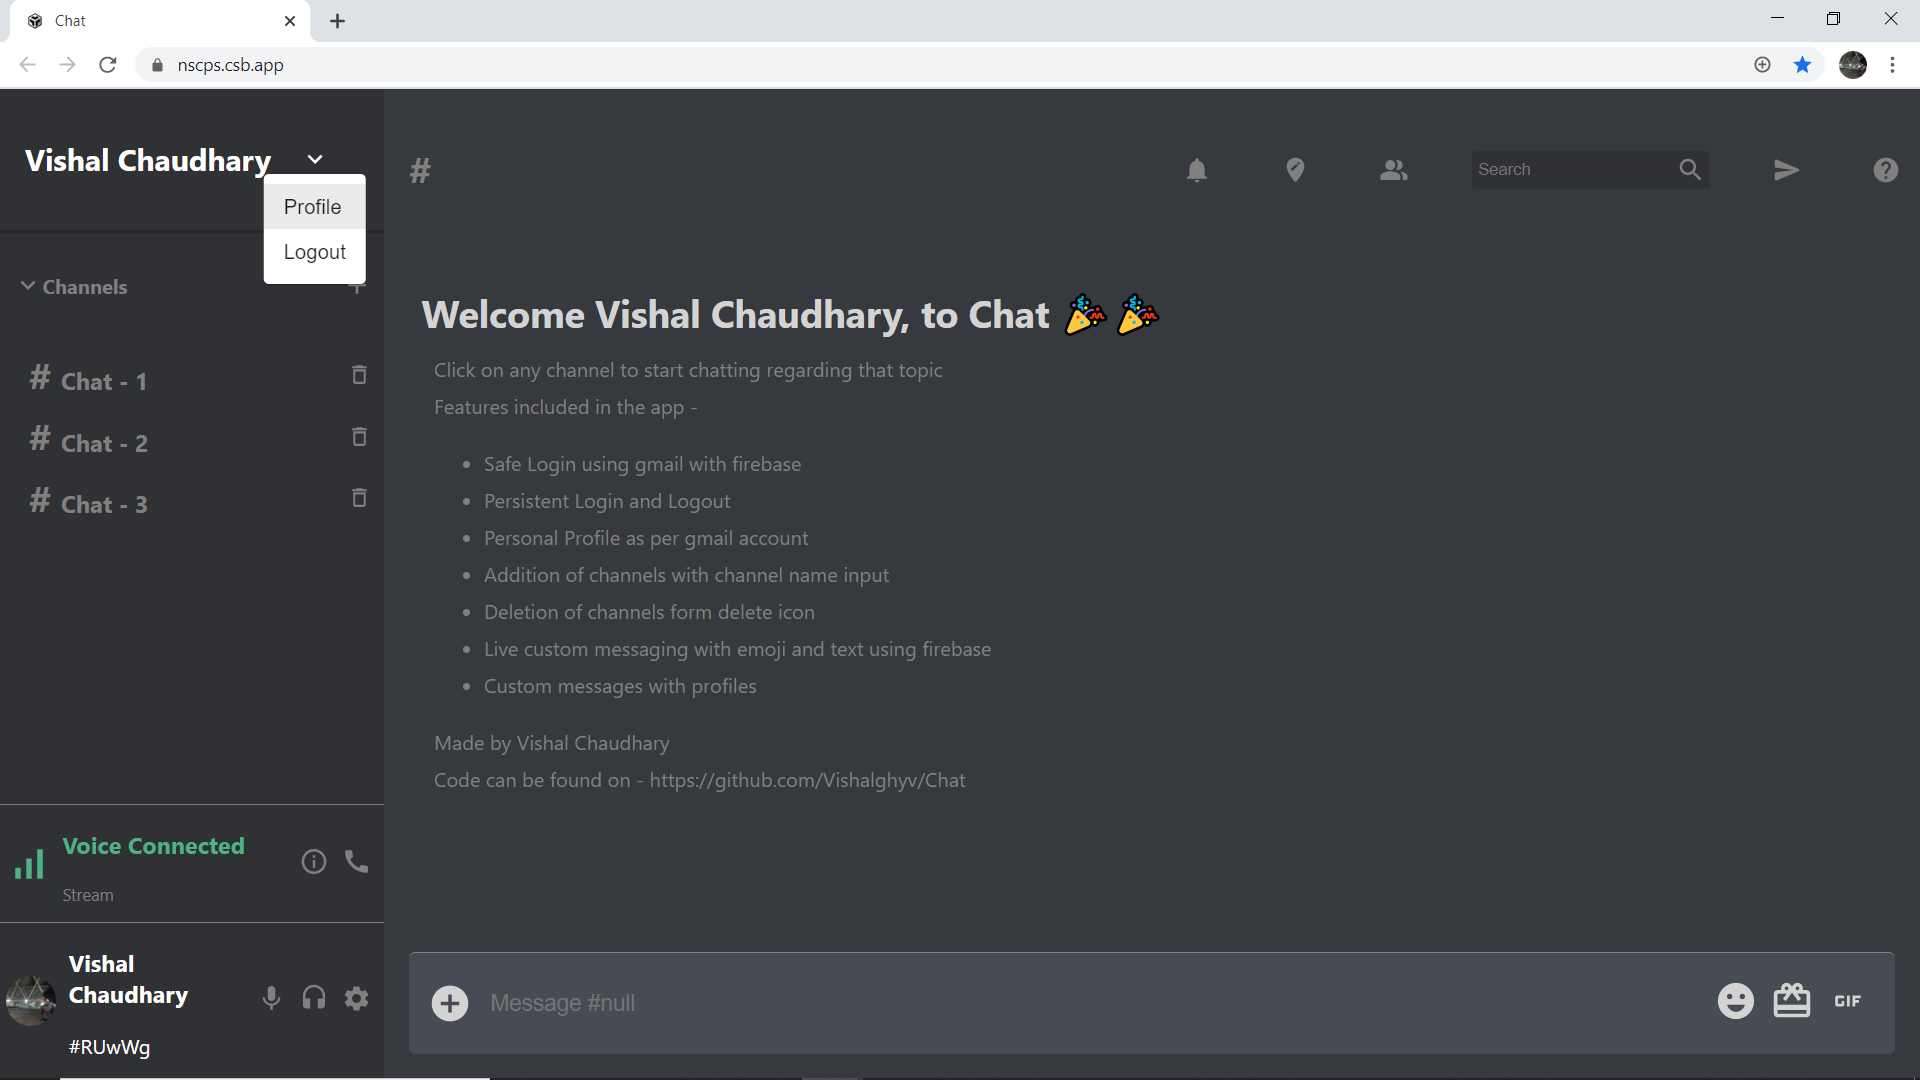 Chat
nscps.csb.app
Vishal Chaudhary
Profile
Logout
Channels
# Chat - 1
# Chat - 2
# Chat - 3
Voice Connected
Stream
Vishal
Chaudhary
#RUwWg
#
Search
Welcome Vishal Chaudhary, to Chat 🎉 🎉
Click on any channel to start chatting regarding that topic
Features included in the app -
• Safe Login using gmail with firebase
• Persistent Login and Logout
• Personal Profile as per gmail account
• Addition of channels with channel name input
• Deletion of channels form delete icon
• Live custom messaging with emoji and text using firebase
• Custom messages with profiles
Made by Vishal Chaudhary
Code can be found on - https://github.com/Vishalghyv/Chat
Message #null
GIF